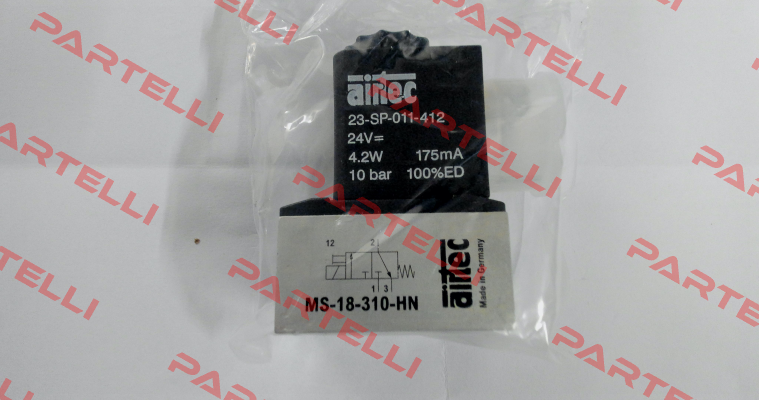 airtec
23-SP-011-412
24V=
4.2W 175mA
10 bar 100%ED
12 2
1 3
MS-18-310-HN
airtec
Made in Germany
PARTELLI
PARTELLI
PARTELLI
PARTELLI
PARTELLI
PARTELLI
PARTELLI
PARTELLI
PARTELLI